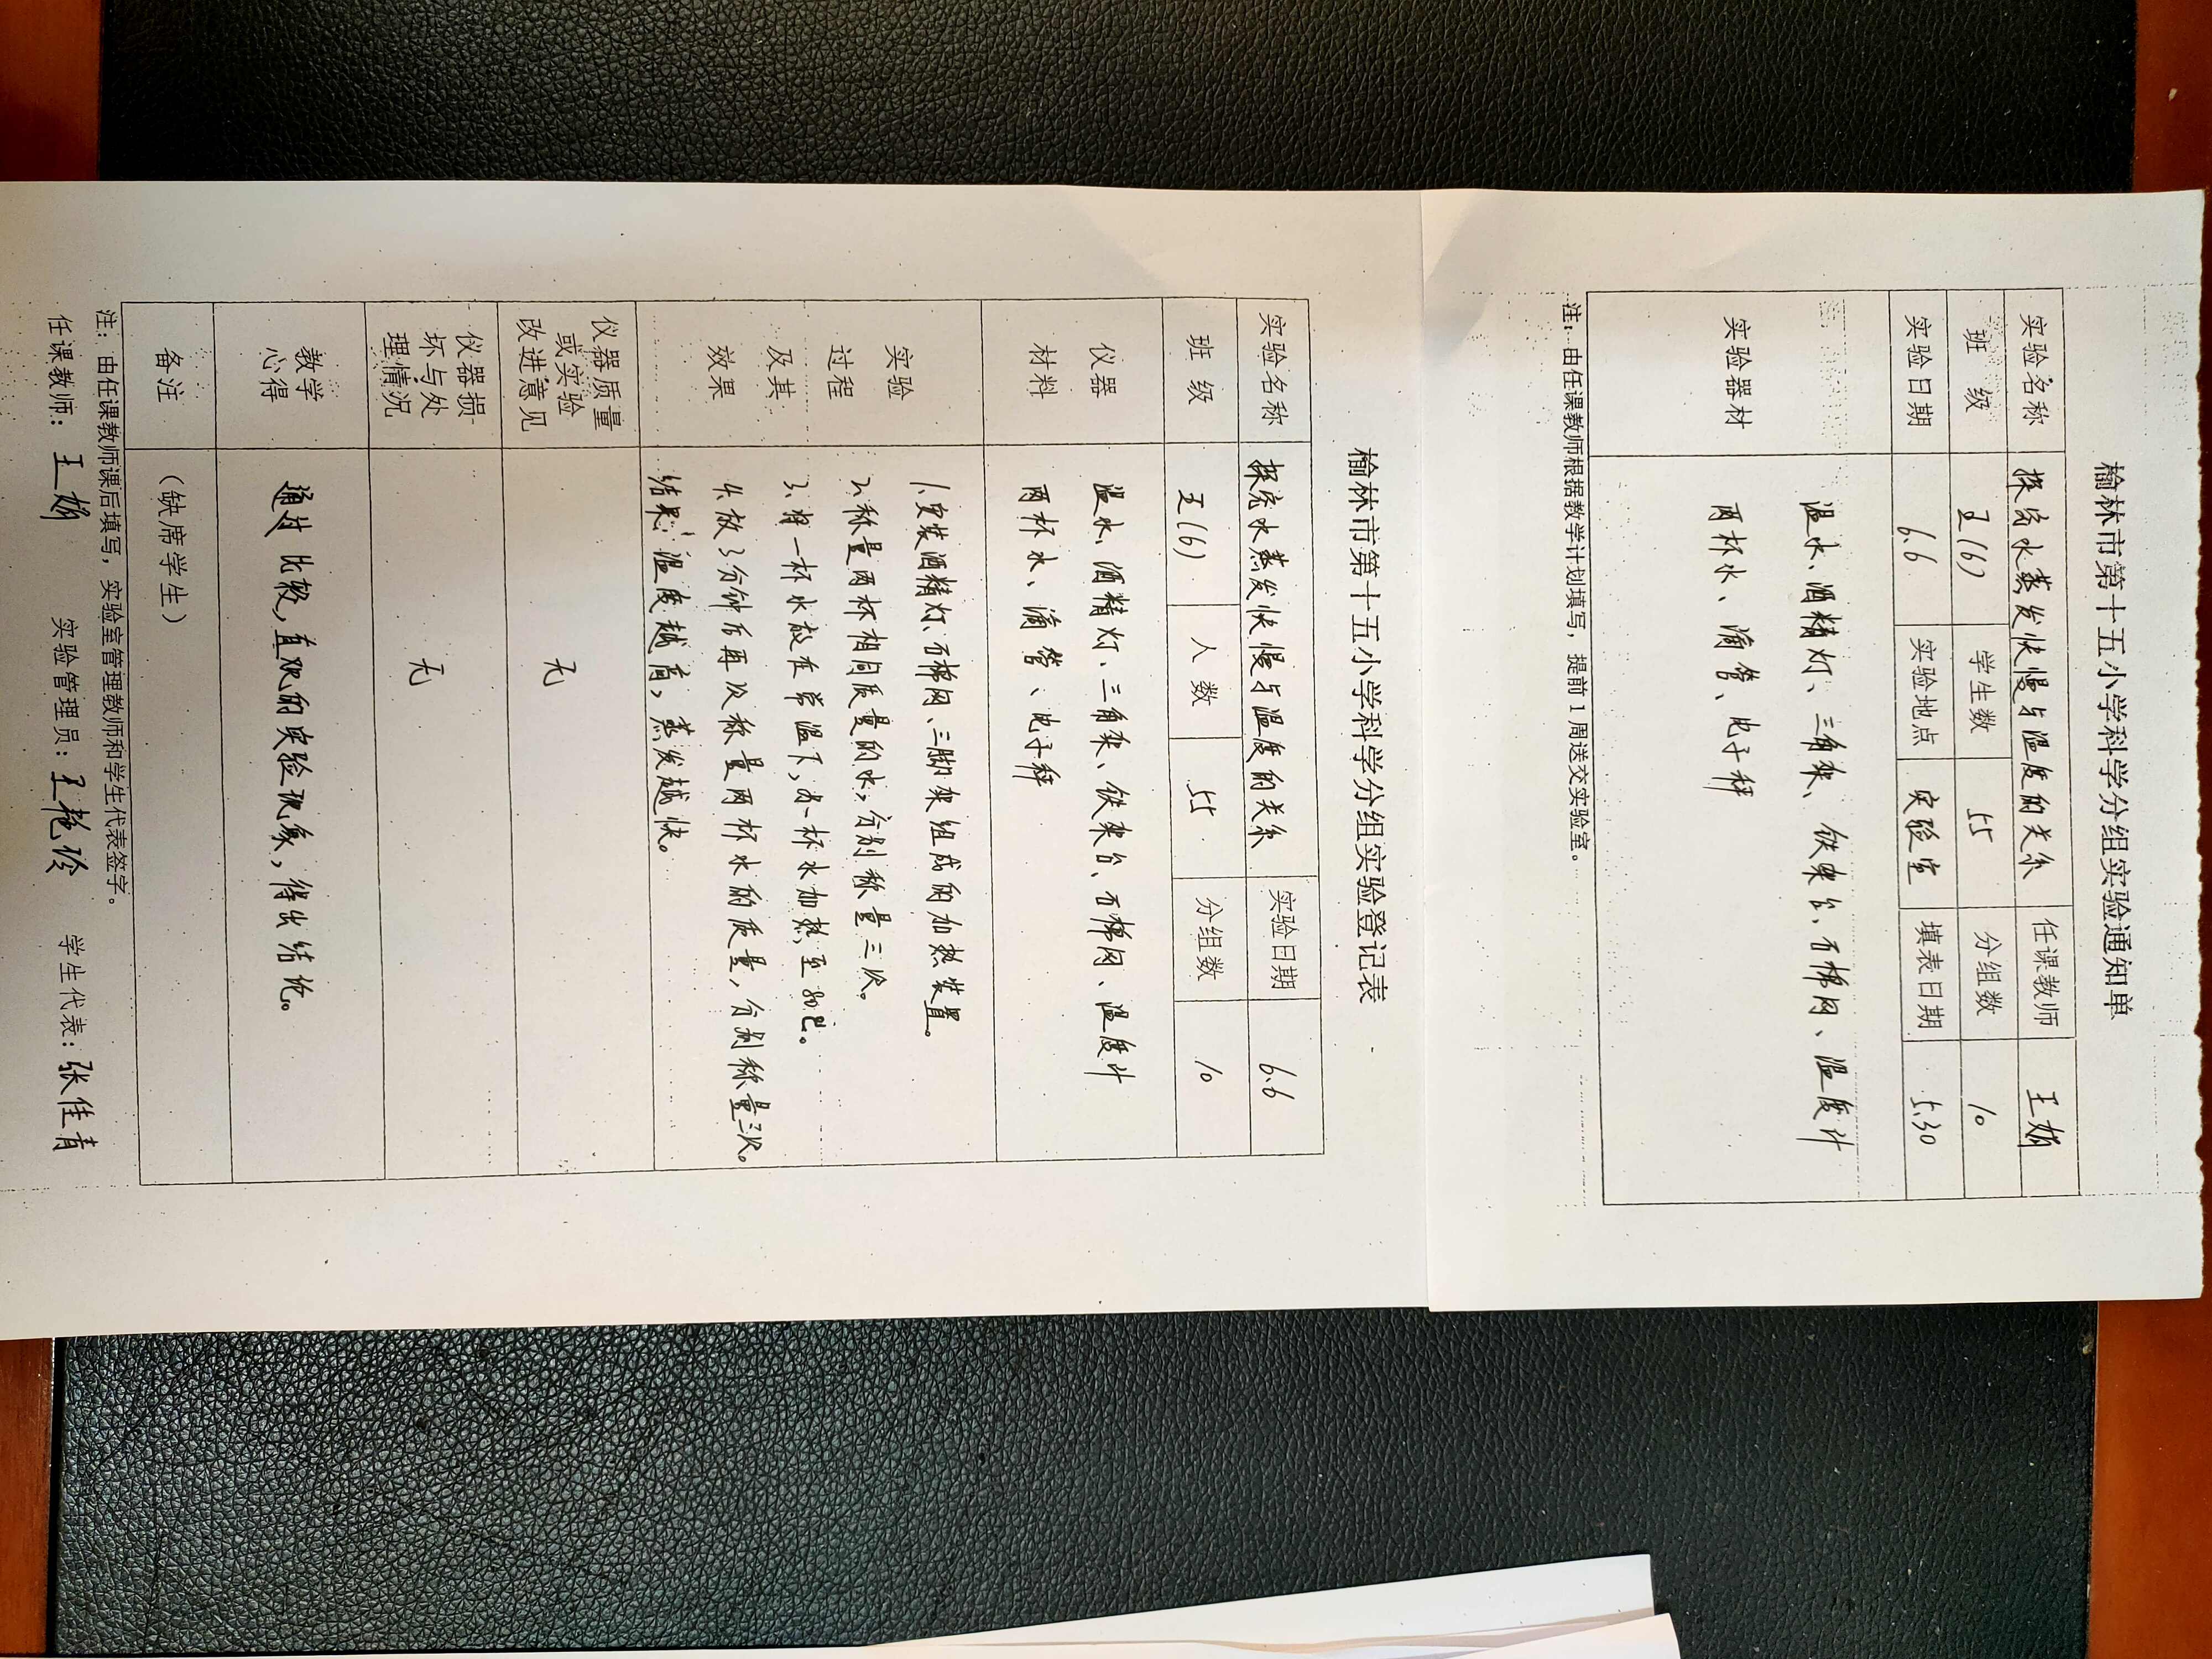 榆林市第十五小学科学分组实验通知单
实验名称 探究水蒸发快慢与温度的关系 任课教师 王娟
班 级 五(6) 学生数 55 分组数 10
实验日期 6.6 实验地点 实验室 填表日期 5.30
实验器材
温水、酒精灯、三角架、铁架台、石棉网、温度计
两杯水、滴管、电子秤
注:由任课教师根据教学计划填写,提前1周送交实验室。
榆林市第十五小学科学分组实验登记表
实验名称 探究水蒸发快慢与温度的关系 实验日期 6.6
班 级 五(6) 人 数 55 分组数 10
仪器
材料
温水、酒精灯、三角架、铁架台、石棉网、温度计
两杯水、滴管、电子秤
实验
过程
及其
效果
1.安装酒精灯、石棉网、三脚架组成的加热装置。
2.称量两杯相同质量的水,分别称量三次。
3.将一杯水放在常温下,另一杯水加热至80℃。
4.放3分钟后再次称量两杯水的质量,分别称量三次。
结果:温度越高,蒸发越快。
仪器质量
或实验
改进意见
无
仪器损
坏与处
理情况
无
教学
心得
通过比较,直观的实验现象,得出结论。
备注 (缺席学生)
注:由任课教师课后填写,实验室管理教师和学生代表签字。
任课教师:王娟 实验管理员:王艳玲 学生代表:张佳青